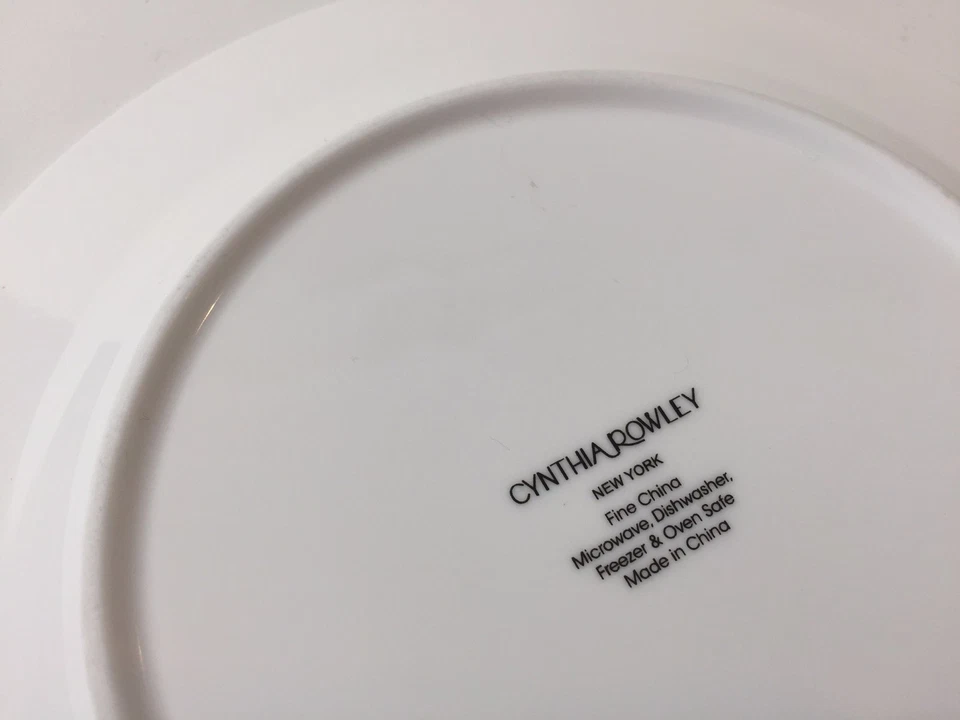 CYNTHIA ROWLEY
NEW YORK
Fine China
Microwave, Dishwasher,
Freezer & Oven Safe
Made in China